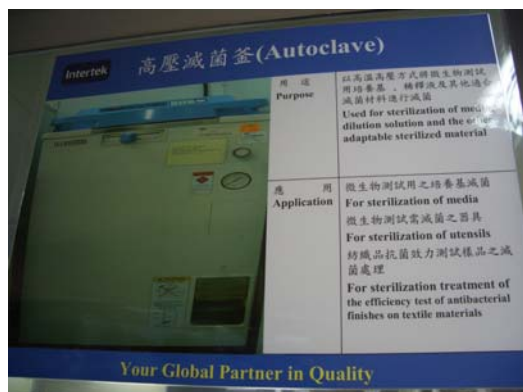 Intertek
高壓滅菌釜(Autoclave)
用途
Purpose
以高溫高壓方式將微生物測試
用培養基、稀釋液及其他適合
滅菌材料進行滅菌
Used for sterilization of media
dilution solution and the other
adaptable sterilized material
應用
Application
微生物測試用之培養基滅菌
For sterilization of media
微生物測試需滅菌之器具
For sterilization of utensils
紡織品抗菌效力測試樣品之滅
菌處理
For sterilization treatment of
the efficiency test of antibacterial
finishes on textile materials
Your Global Partner in Quality